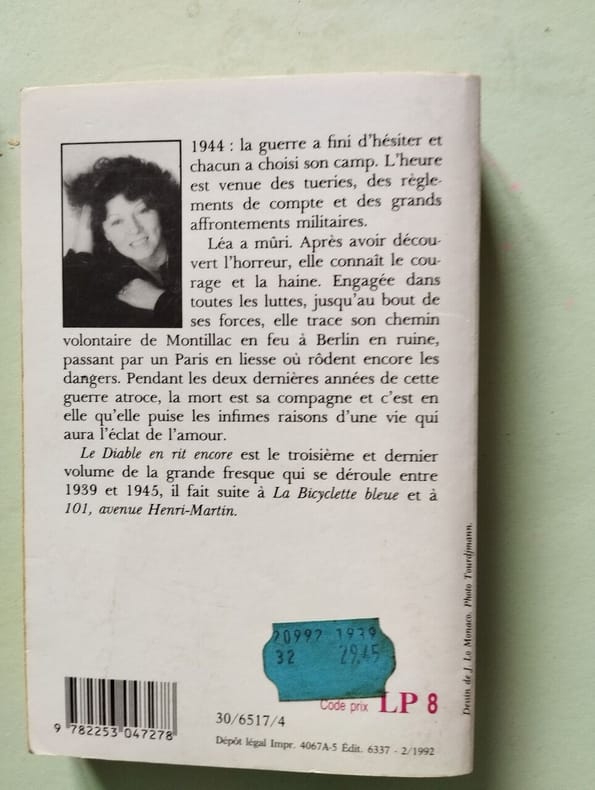 1944 : la guerre a fini d'hésiter et
chacun a choisi son camp. L'heure
est venue des tueries, des règle-
ments de compte et des grands
affrontements militaires.
Léa a mûri. Après avoir décou-
vert l'horreur, elle connaît le cou-
rage et la haine. Engagée dans
toutes les luttes, jusqu'au bout de
ses forces, elle trace son chemin
volontaire de Montillac en feu à Berlin en ruine,
passant par un Paris en liesse où rôdent encore les
dangers. Pendant les deux dernières années de cette
guerre atroce, la mort est sa compagne et c'est en
elle qu'elle puise les infimes raisons d'une vie qui
aura l'éclat de l'amour.
Le Diable en rit encore est le troisième et dernier
volume de la grande fresque qui se déroule entre
1939 et 1945, il fait suite à La Bicyclette bleue et à
101, avenue Henri-Martin.
Dessin de J. Lo Monaco. Photo Tourdjmann.
20992 1939
32 29.45
Code prix LP 8
9 782253 047278
30/6517/4
Dépôt légal Impr. 4067A-5 Édit. 6337 - 2/1992